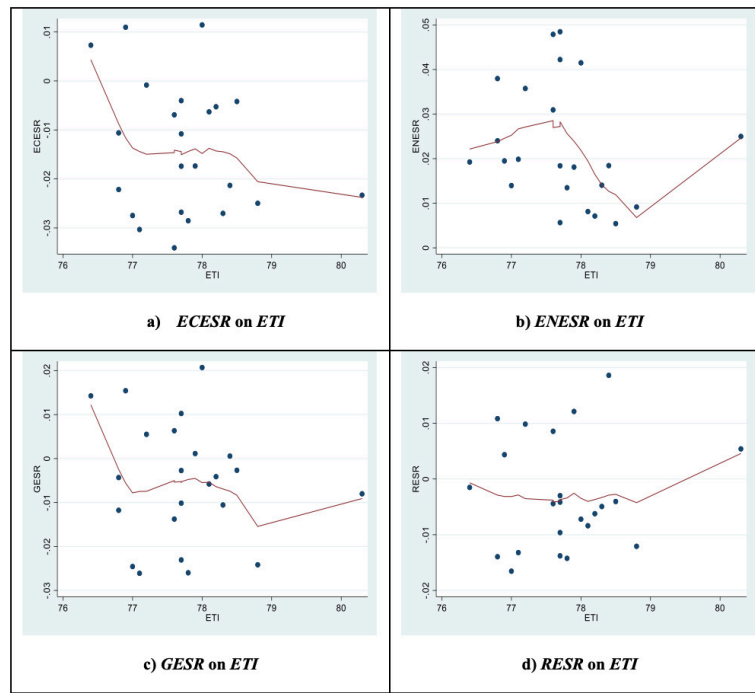 .01
0
-.01
-.02
-.03
ECESR
76 77 78 79 80
ETI
a) ECESR on ETI
.05
.04
.03
.02
.01
0
ENESR
76 77 78 79 80
ETI
b) ENESR on ETI
.02
.01
0
-.01
-.02
-.03
GESR
76 77 78 79 80
ETI
c) GESR on ETI
.02
.01
0
-.01
-.02
RESR
76 77 78 79 80
ETI
d) RESR on ETI